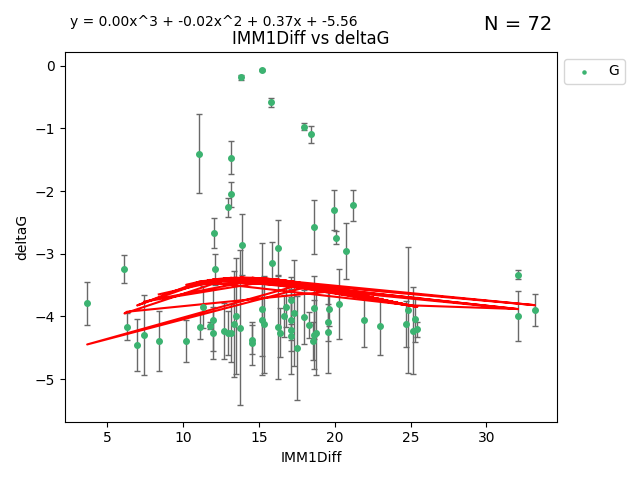 y = 0.00x^3 + -0.02x^2 + 0.37x + -5.56
N = 72
IMM1Diff vs deltaG
G
0
−1
−2
−3
−4
−5
deltaG
5 10 15 20 25 30
IMM1Diff